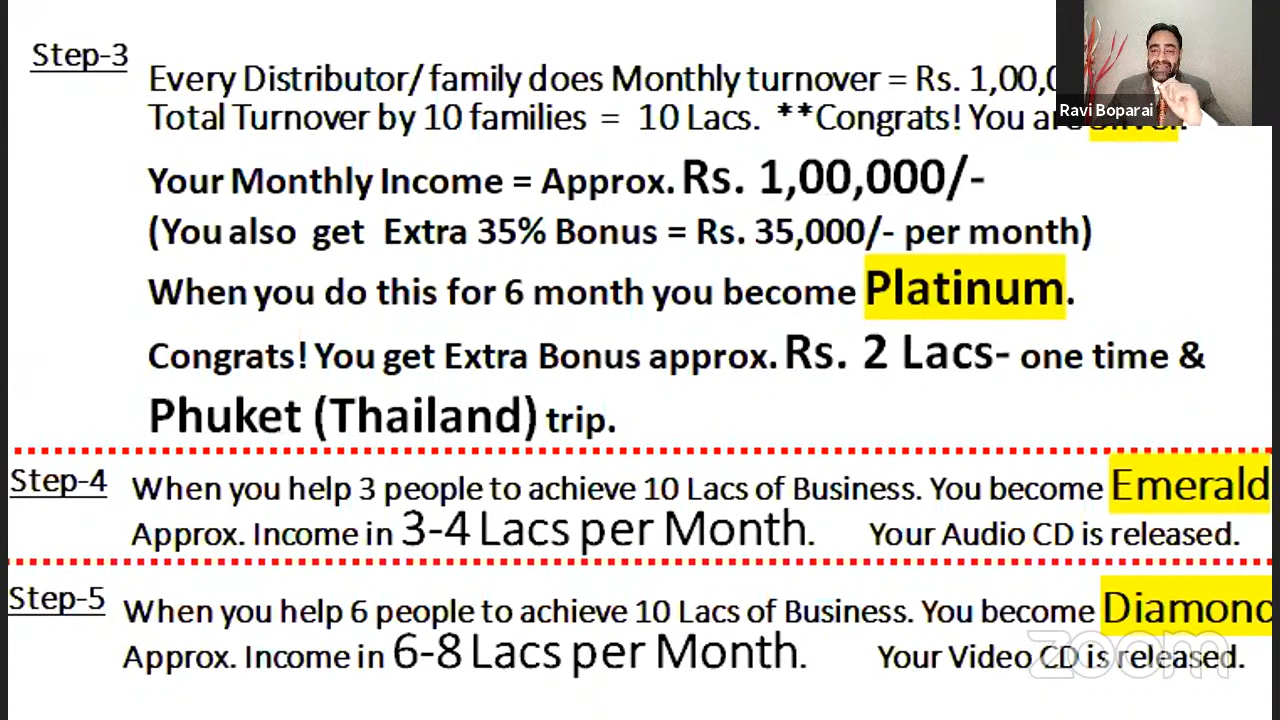 Step-3
Every Distributor/ family does Monthly turnover = Rs. 1,00,
Total Turnover by 10 families = 10 Lacs. **Congrats! You are
Ravi Boparai
Your Monthly Income = Approx. Rs. 1,00,000/-
(You also get Extra 35% Bonus = Rs. 35,000/- per month)
When you do this for 6 month you become Platinum.
Congrats! You get Extra Bonus approx. Rs. 2 Lacs- one time &
Phuket (Thailand) trip.
Step-4
When you help 3 people to achieve 10 Lacs of Business. You become Emerald
Approx. Income in 3-4 Lacs per Month. Your Audio CD is released.
Step-5
When you help 6 people to achieve 10 Lacs of Business. You become Diamond
Approx. Income in 6-8 Lacs per Month. Your Video CD is released.
zoom